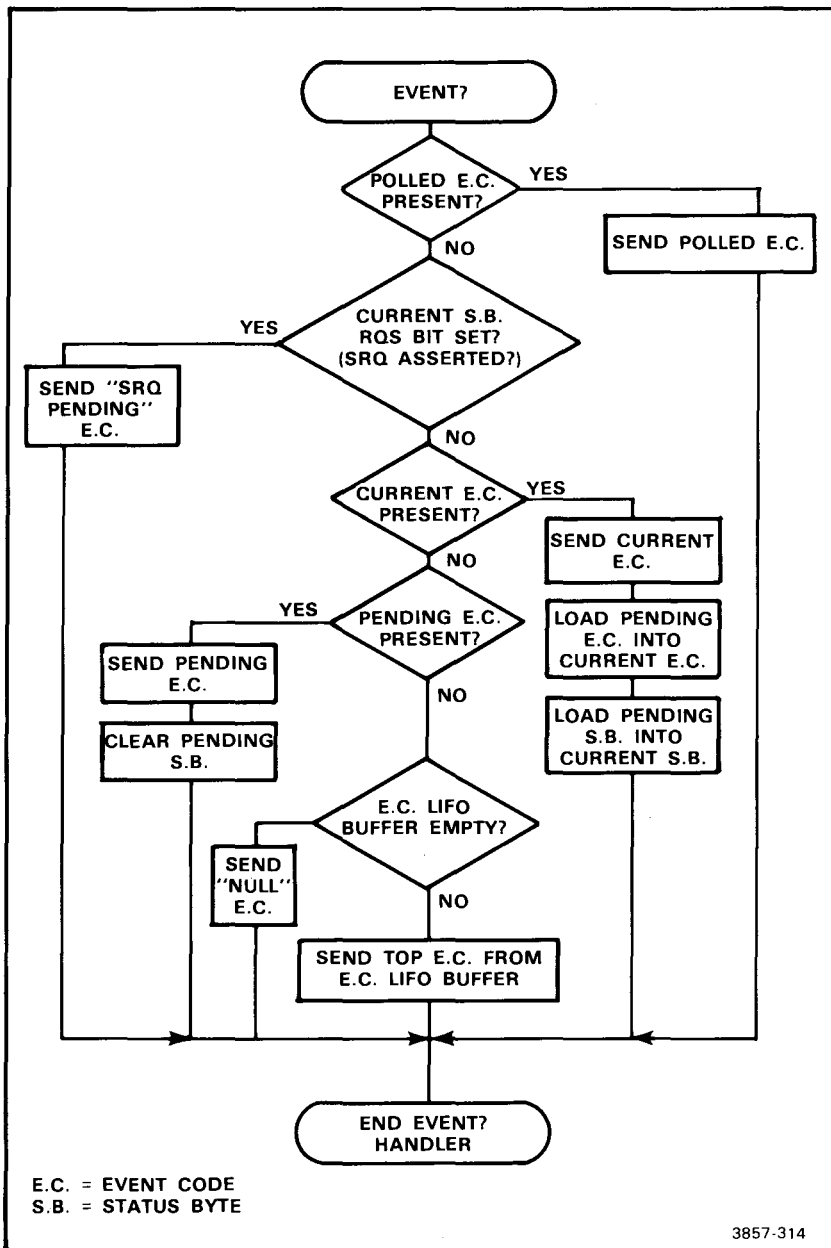 EVENT?
POLLED E.C.
PRESENT?
YES
SEND POLLED E.C.
NO
CURRENT S.B.
RQS BIT SET?
(SRQ ASSERTED?)
YES
SEND "SRQ
PENDING"
E.C.
NO
CURRENT E.C.
PRESENT?
YES
SEND CURRENT
E.C.
LOAD PENDING
E.C. INTO
CURRENT E.C.
LOAD PENDING
S.B. INTO
CURRENT S.B.
NO
PENDING E.C.
PRESENT?
YES
SEND PENDING
E.C.
CLEAR PENDING
S.B.
NO
E.C. LIFO
BUFFER EMPTY?
SEND
"NULL"
E.C.
NO
SEND TOP E.C. FROM
E.C. LIFO BUFFER
END EVENT?
HANDLER
E.C. = EVENT CODE
S.B. = STATUS BYTE
3857-314